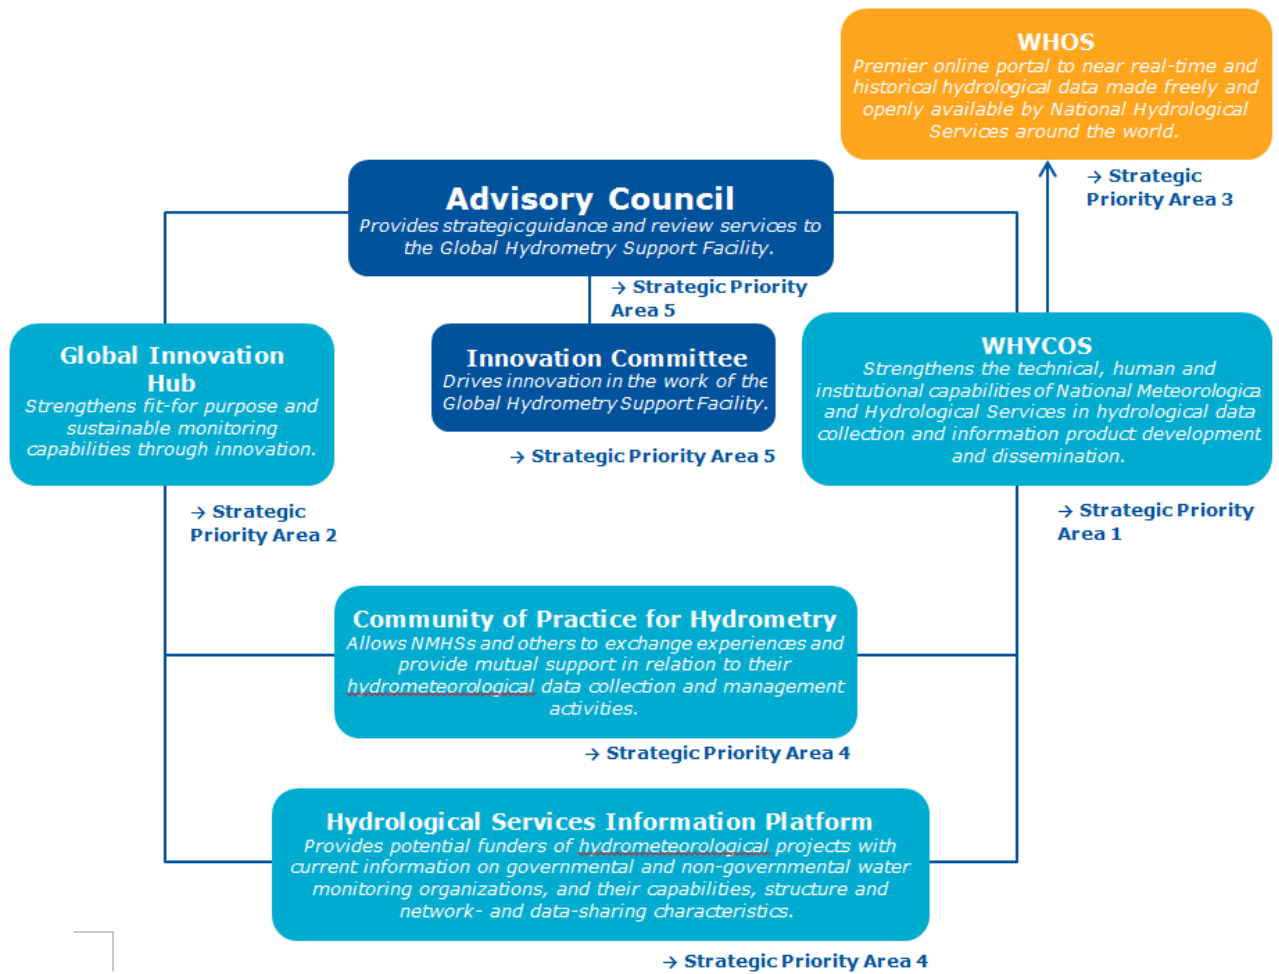 WHOS
Premier online portal to near real-time and
historical hydrological data made freely and
openly available by National Hydrological
Services around the world.
→ Strategic
Priority Area 3
Advisory Council
Provides strategic guidance and review services to
the Global Hydrometry Support Facility.
→ Strategic Priority
Area 5
Global Innovation
Hub
Strengthens fit-for purpose and
sustainable monitoring
capabilities through innovation.
→ Strategic
Priority Area 2
Innovation Committee
Drives innovation in the work of the
Global Hydrometry Support Facility.
→ Strategic Priority Area 5
WHYCOS
Strengthens the technical, human and
institutional capabilities of National Meteorologica
and Hydrological Services in hydrological data
collection and information product development
and dissemination.
→ Strategic Priority
Area 1
Community of Practice for Hydrometry
Allows NMHSs and others to exchange experiences and
provide mutual support in relation to their
hydrometeorological data collection and management
activities.
→ Strategic Priority Area 4
Hydrological Services Information Platform
Provides potential funders of hydrometeorological projects with
current information on governmental and non-governmental water
monitoring organizations, and their capabilities, structure and
network- and data-sharing characteristics.
→ Strategic Priority Area 4